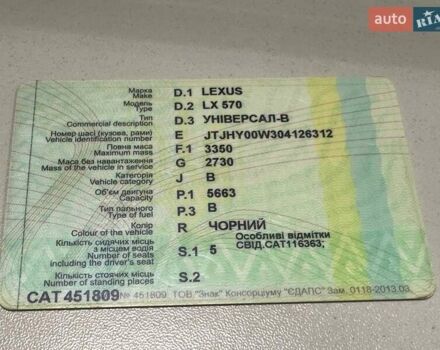 auto RIA
Марка
Make D.1 LEXUS
Модель
Type D.2 LX 570
Тип
Commercial description D.3 УНІВЕРСАЛ-В
Номер шасі (кузова, рами)
Vehicle identification number E JTJHY00W304126312
Повна маса
Maximum mass F.1 3350
Маса без навантаження
Mass of the vehicle in service G 2730
Категорія
Vehicle category J B
Об'єм двигуна
Capacity P.1 5663
Тип пального
Type of fuel P.3 B
Колір
Colour of the vehicle R ЧОРНИЙ
Кількість сидячих місць
з місцем водія
Number of seats
including the driver's seat S.1 5
Особливі відмітки
СВІД.САТ116363;
Кількість стоячих місць
Number of standing places S.2
САТ 451809 № 451809 ТОВ "Знак" Консорціуму "ЄДАПС" Зам. 0118-2013.03.